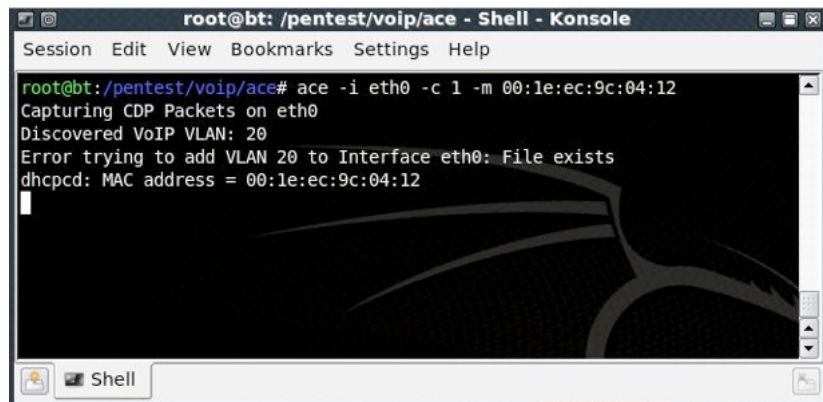 root@bt: /pentest/voip/ace - Shell - Konsole
Session Edit View Bookmarks Settings Help
root@bt:/pentest/voip/ace# ace -i eth0 -c 1 -m 00:1e:ec:9c:04:12
Capturing CDP Packets on eth0
Discovered VoIP VLAN: 20
Error trying to add VLAN 20 to Interface eth0: File exists
dhcpcd: MAC address = 00:1e:ec:9c:04:12
Shell